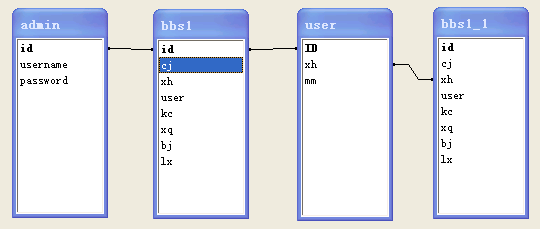 admin
id
username
password
bbs1
id
cj
xh
user
kc
xq
bj
lx
user
ID
xh
mm
bbs1_1
id
cj
xh
user
kc
xq
bj
lx